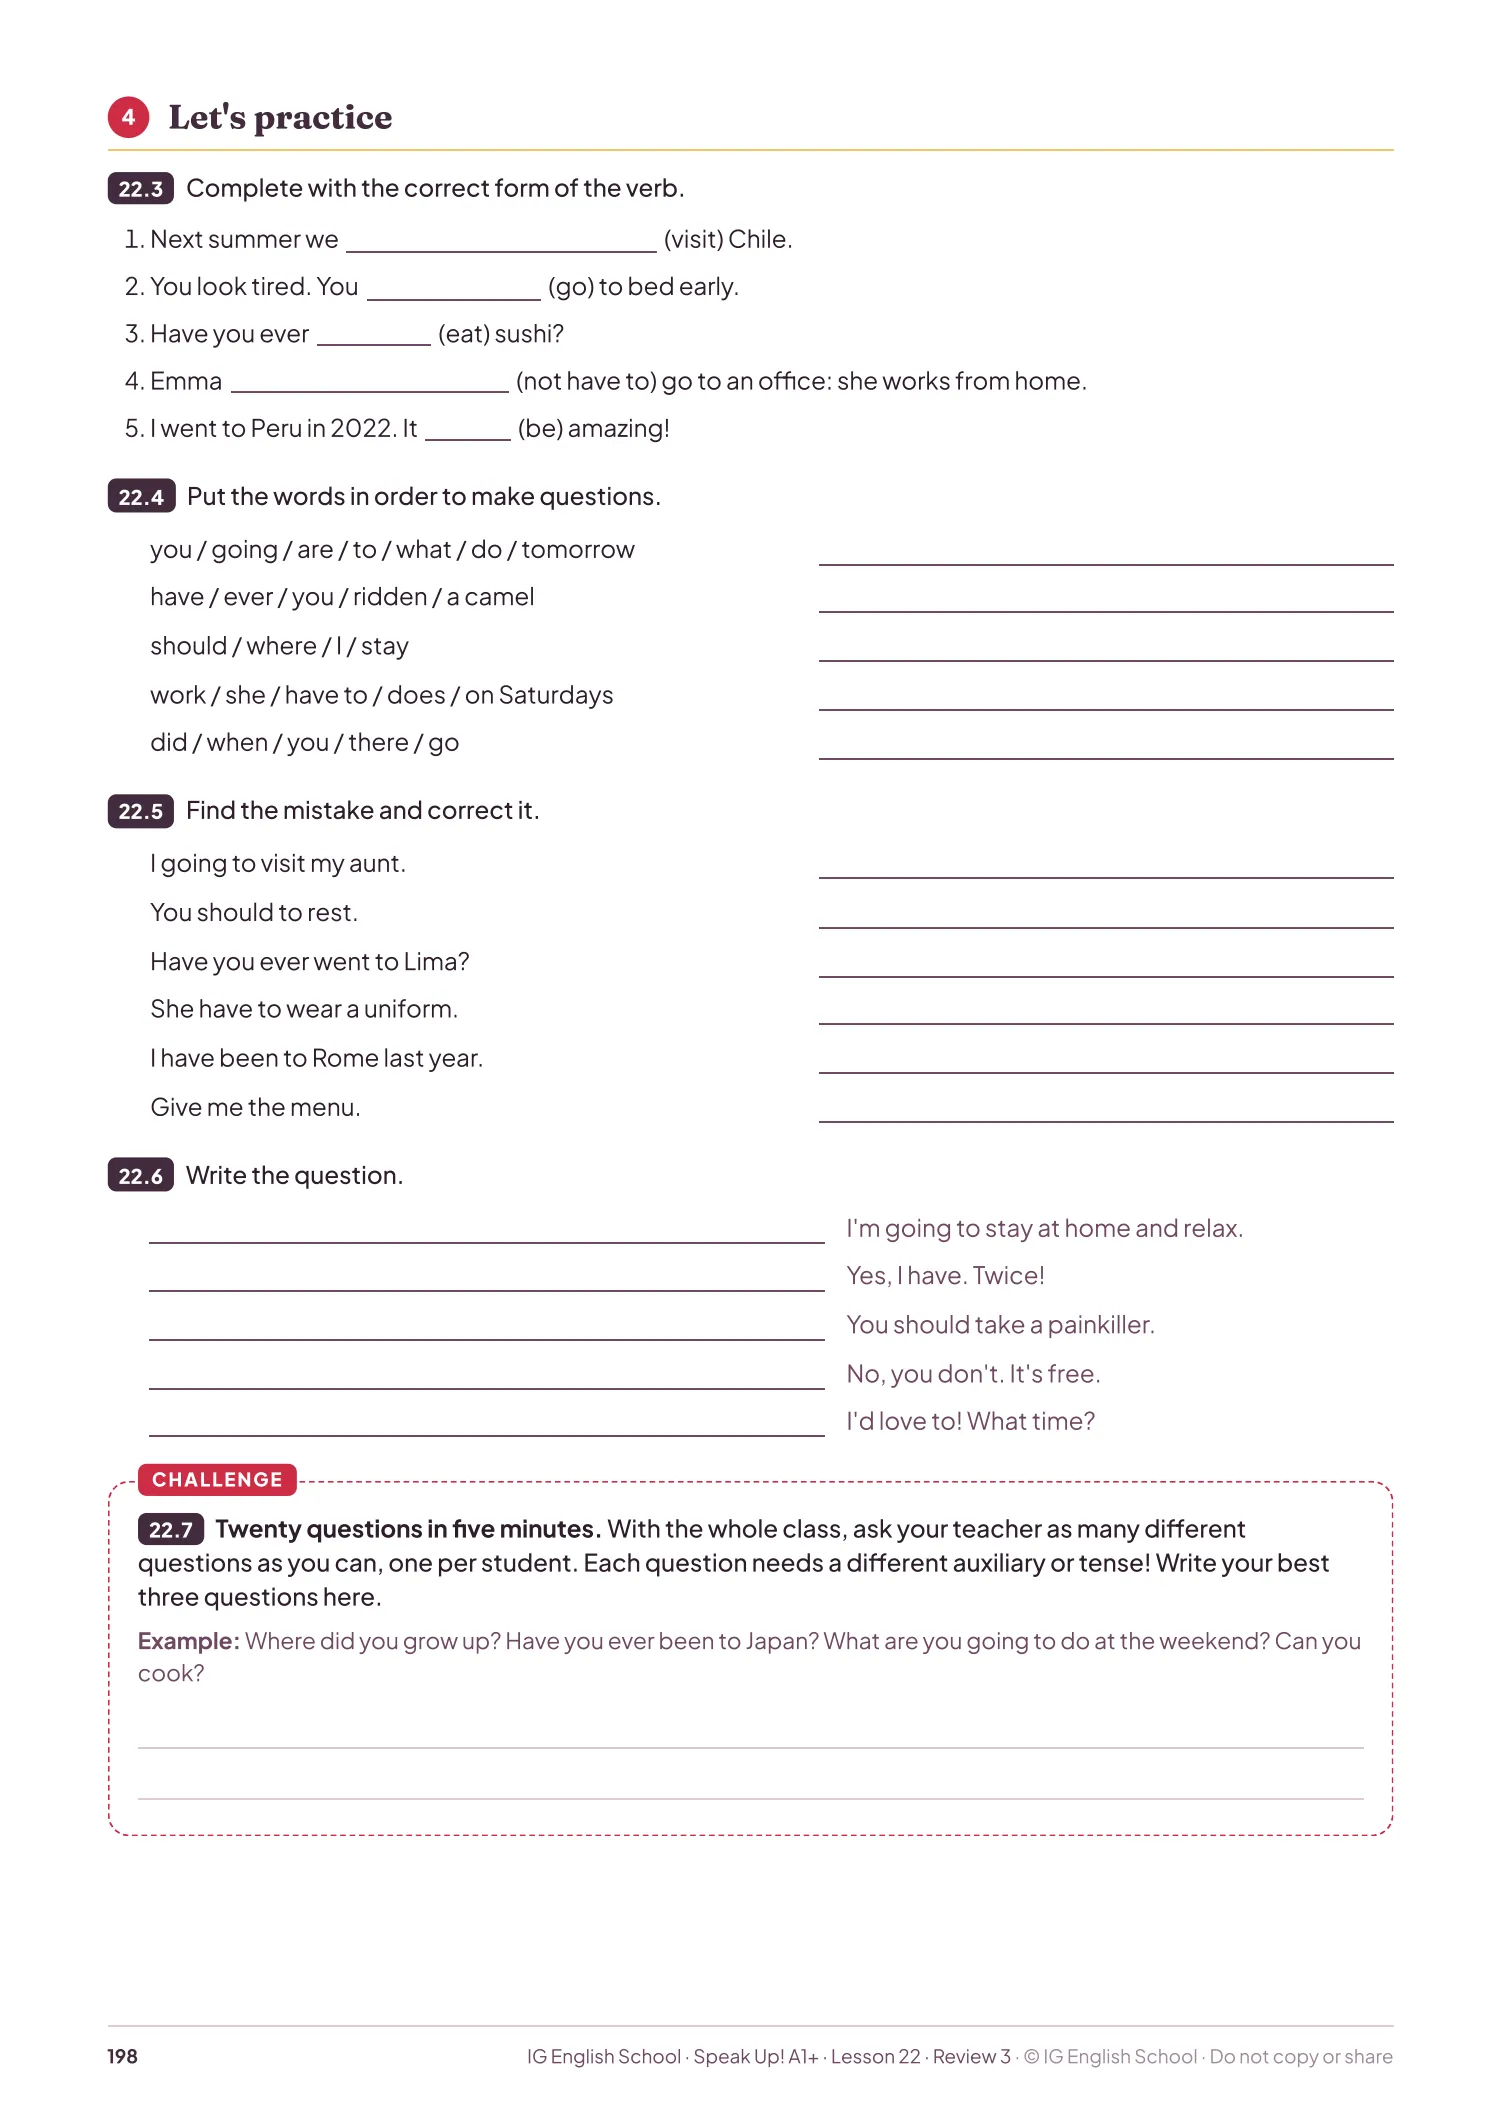 4 Let's practice
22.3 Complete with the correct form of the verb.
1. Next summer we ______ (visit) Chile.
2. You look tired. You ______ (go) to bed early.
3. Have you ever ______ (eat) sushi?
4. Emma ______ (not have to) go to an office: she works from home.
5. I went to Peru in 2022. It ______ (be) amazing!
22.4 Put the words in order to make questions.
you / going / are / to / what / do / tomorrow
have / ever / you / ridden / a camel
should / where / I / stay
work / she / have to / does / on Saturdays
did / when / you / there / go
22.5 Find the mistake and correct it.
I going to visit my aunt.
You should to rest.
Have you ever went to Lima?
She have to wear a uniform.
I have been to Rome last year.
Give me the menu.
22.6 Write the question.
I'm going to stay at home and relax.
Yes, I have. Twice!
You should take a painkiller.
No, you don't. It's free.
I'd love to! What time?
CHALLENGE
22.7 Twenty questions in five minutes. With the whole class, ask your teacher as many different
questions as you can, one per student. Each question needs a different auxiliary or tense! Write your best
three questions here.
Example: Where did you grow up? Have you ever been to Japan? What are you going to do at the weekend? Can you
cook?
198 IG English School · Speak Up! A1+ · Lesson 22 · Review 3 · © IG English School · Do not copy or share